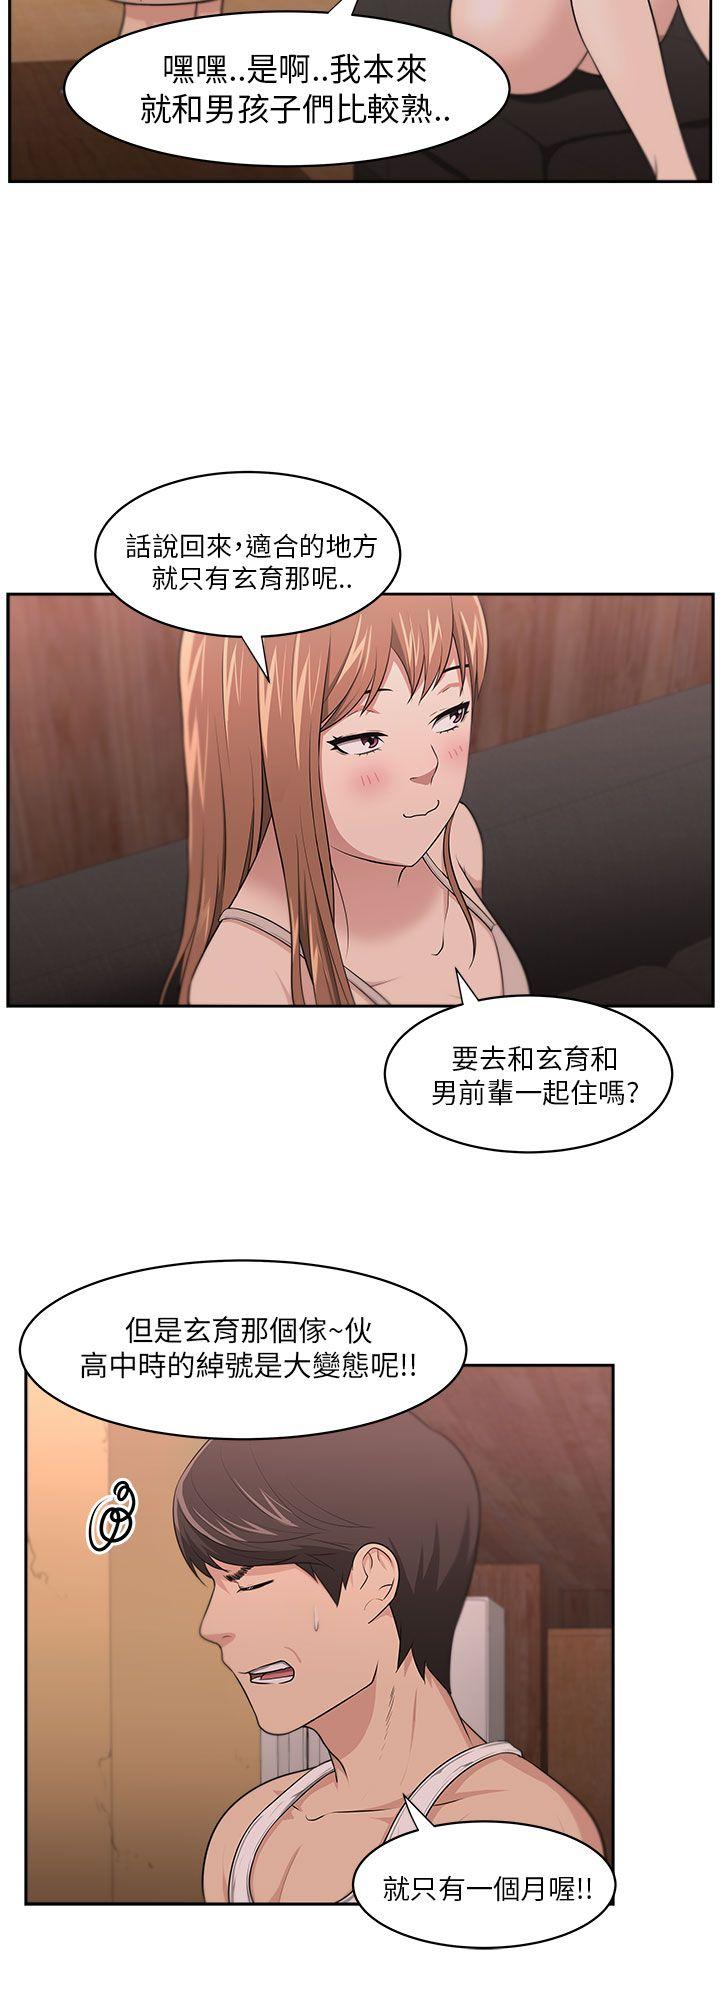 嘿嘿..是啊..我本來
就和男孩子們比較熟..
話說回來,適合的地方
就只有玄育那呢..
要去和玄育和
男前輩一起住嗎?
但是玄育那個傢~伙
高中時的綽號是大變態呢!!
就只有一個月喔!!